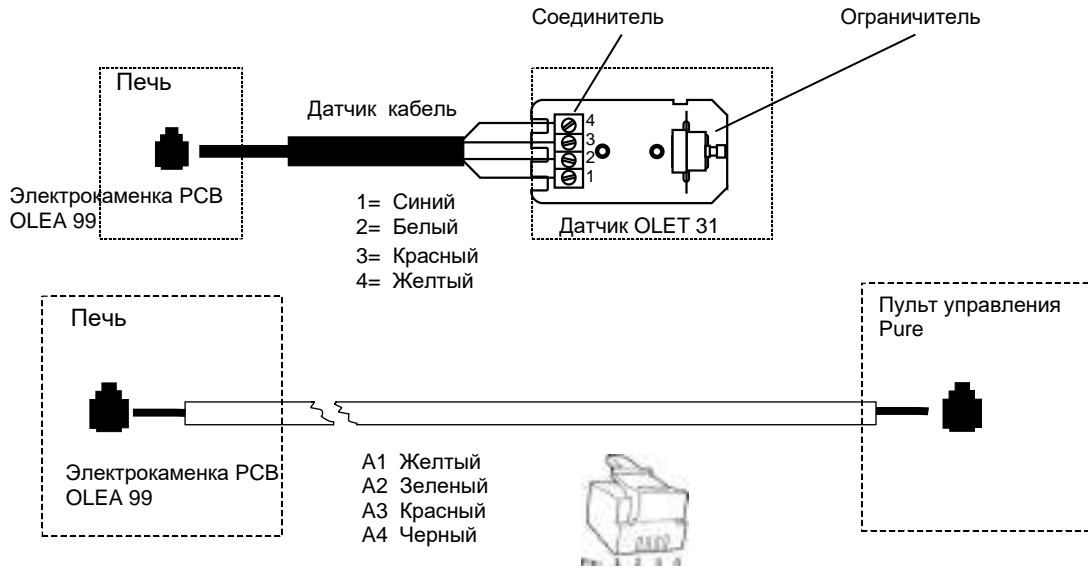 Соединитель
Ограничитель
Печь
Датчик кабель
4
3
2
1
Электрокаменка PCB
OLEA 99
1= Синий
2= Белый
3= Красный
4= Желтый
Датчик OLET 31
Печь
Пульт управления
Pure
Электрокаменка PCB
OLEA 99
A1 Желтый
A2 Зеленый
A3 Красный
A4 Черный